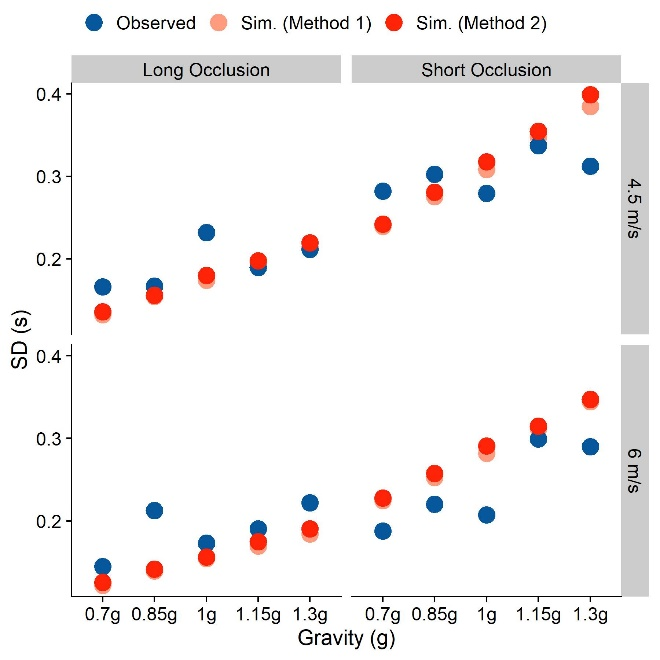 Observed Sim. (Method 1) Sim. (Method 2)
Long Occlusion Short Occlusion
0.4
0.3
0.2
4.5 m/s
SD (s)
0.4
0.3
0.2
6 m/s
0.7g 0.85g 1g 1.15g 1.3g 0.7g 0.85g 1g 1.15g 1.3g
Gravity (g)